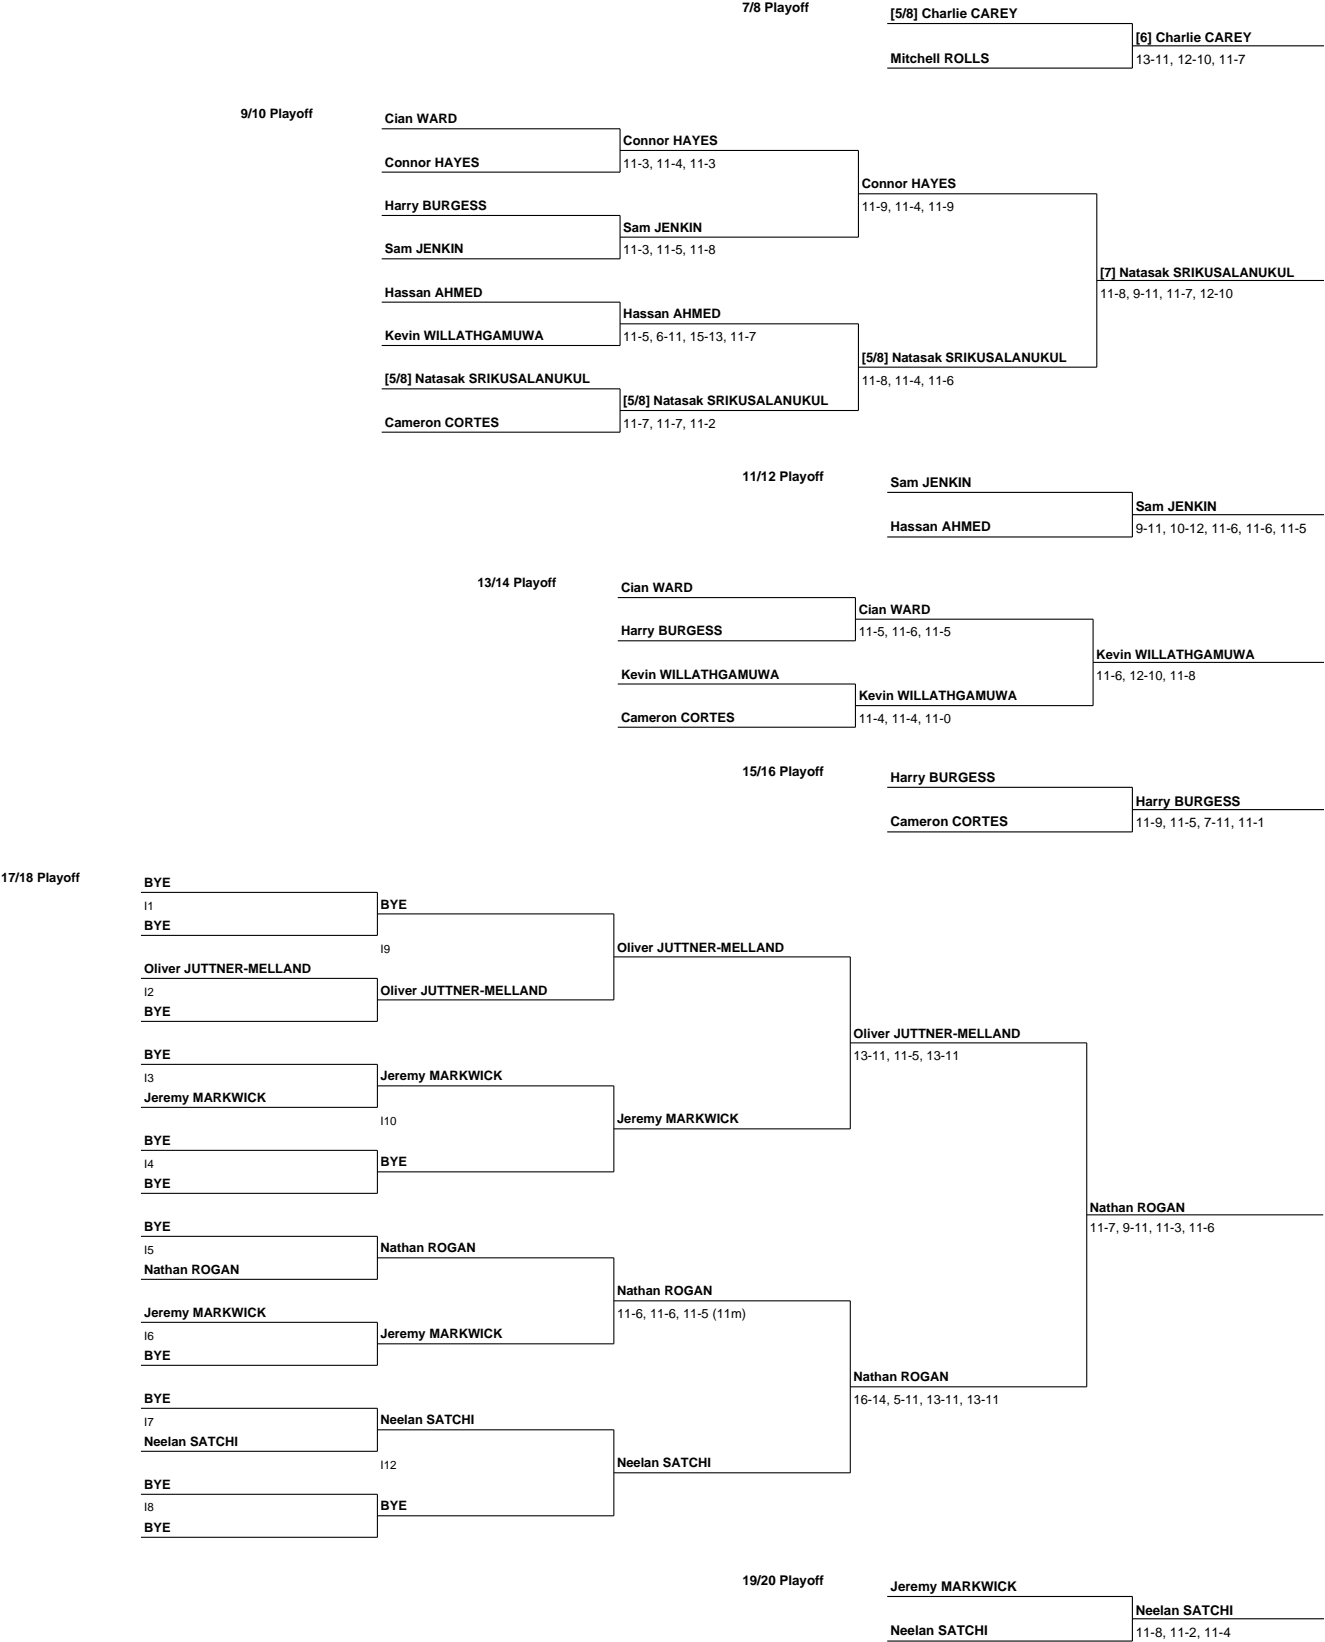 7/8 Playoff
[5/8] Charlie CAREY
[6] Charlie CAREY
Mitchell ROLLS
13-11, 12-10, 11-7
9/10 Playoff
Cian WARD
Connor HAYES
Connor HAYES
11-3, 11-4, 11-3
Connor HAYES
Harry BURGESS
11-9, 11-4, 11-9
Sam JENKIN
Sam JENKIN
11-3, 11-5, 11-8
[7] Natasak SRIKUSALANUKUL
Hassan AHMED
11-8, 9-11, 11-7, 12-10
Hassan AHMED
Kevin WILLATHGAMUWA
11-5, 6-11, 15-13, 11-7
[5/8] Natasak SRIKUSALANUKUL
[5/8] Natasak SRIKUSALANUKUL
11-8, 11-4, 11-6
[5/8] Natasak SRIKUSALANUKUL
Cameron CORTES
11-7, 11-7, 11-2
11/12 Playoff
Sam JENKIN
Sam JENKIN
Hassan AHMED
9-11, 10-12, 11-6, 11-6, 11-5
13/14 Playoff
Cian WARD
Cian WARD
Harry BURGESS
11-5, 11-6, 11-5
Kevin WILLATHGAMUWA
Kevin WILLATHGAMUWA
11-6, 12-10, 11-8
Kevin WILLATHGAMUWA
Cameron CORTES
11-4, 11-4, 11-0
15/16 Playoff
Harry BURGESS
Harry BURGESS
Cameron CORTES
11-9, 11-5, 7-11, 11-1
17/18 Playoff
BYE
I1
BYE
BYE
I9
Oliver JUTTNER-MELLAND
Oliver JUTTNER-MELLAND
I2
Oliver JUTTNER-MELLAND
BYE
Oliver JUTTNER-MELLAND
BYE
13-11, 11-5, 13-11
I3
Jeremy MARKWICK
Jeremy MARKWICK
I10
Jeremy MARKWICK
BYE
I4
BYE
BYE
Nathan ROGAN
BYE
11-7, 9-11, 11-3, 11-6
I5
Nathan ROGAN
Nathan ROGAN
Nathan ROGAN
Jeremy MARKWICK
11-6, 11-6, 11-5 (11m)
I6
Jeremy MARKWICK
BYE
Nathan ROGAN
BYE
16-14, 5-11, 13-11, 13-11
I7
Neelan SATCHI
Neelan SATCHI
I12
Neelan SATCHI
BYE
I8
BYE
BYE
19/20 Playoff
Jeremy MARKWICK
Neelan SATCHI
Neelan SATCHI
11-8, 11-2, 11-4